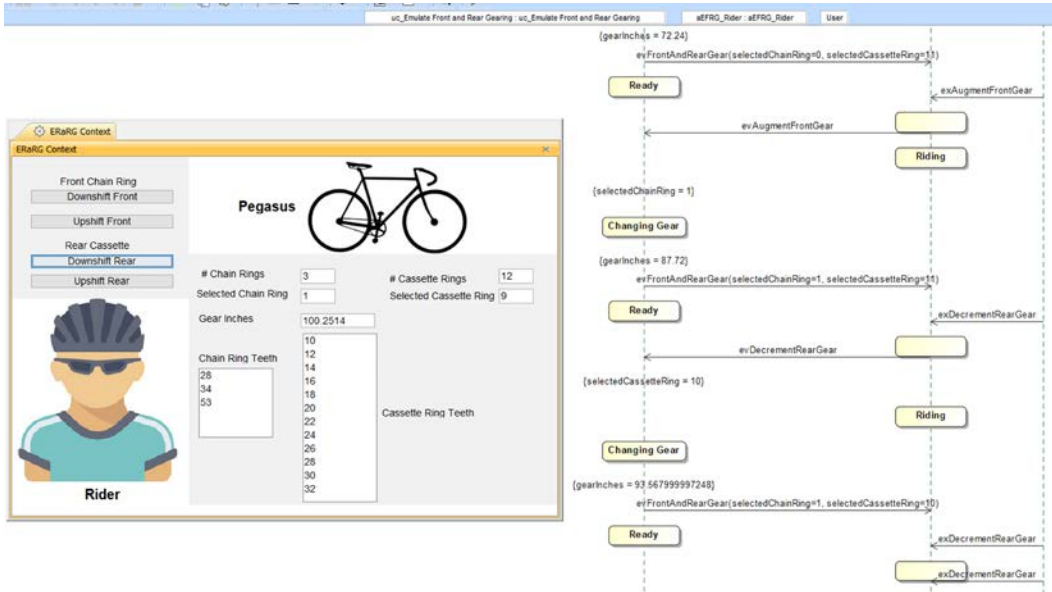 uc_Emulate Front and Rear Gearing : uc_Emulate Front and Rear Gearing
aEFRG_Rider : aEFRG_Rider
User
{gearInches = 72.24}
evFrontAndRearGear(selectedChainRing=0, selectedCassetteRing=11)
Ready
exAugmentFrontGear
evAugmentFrontGear
Riding
{selectedChainRing = 1}
Changing Gear
{gearInches = 87.72}
evFrontAndRearGear(selectedChainRing=1, selectedCassetteRing=11)
Ready
exDecrementRearGear
evDecrementRearGear
{selectedCassetteRing = 10}
Riding
Changing Gear
{gearInches = 93.567999997248}
evFrontAndRearGear(selectedChainRing=1, selectedCassetteRing=10)
Ready
exDecrementRearGear
exDecrementRearGear
ERaRG Context
ERaRG Context
Front Chain Ring
Downshift Front
Upshift Front
Rear Cassette
Downshift Rear
Upshift Rear
Rider
Pegasus
# Chain Rings 3
# Cassette Rings 12
Selected Chain Ring 1
Selected Cassette Ring 9
Gear Inches 100.2514
Chain Ring Teeth
28
34
53
10
12
14
16
18
20
22
24
26
28
30
32
Cassette Ring Teeth